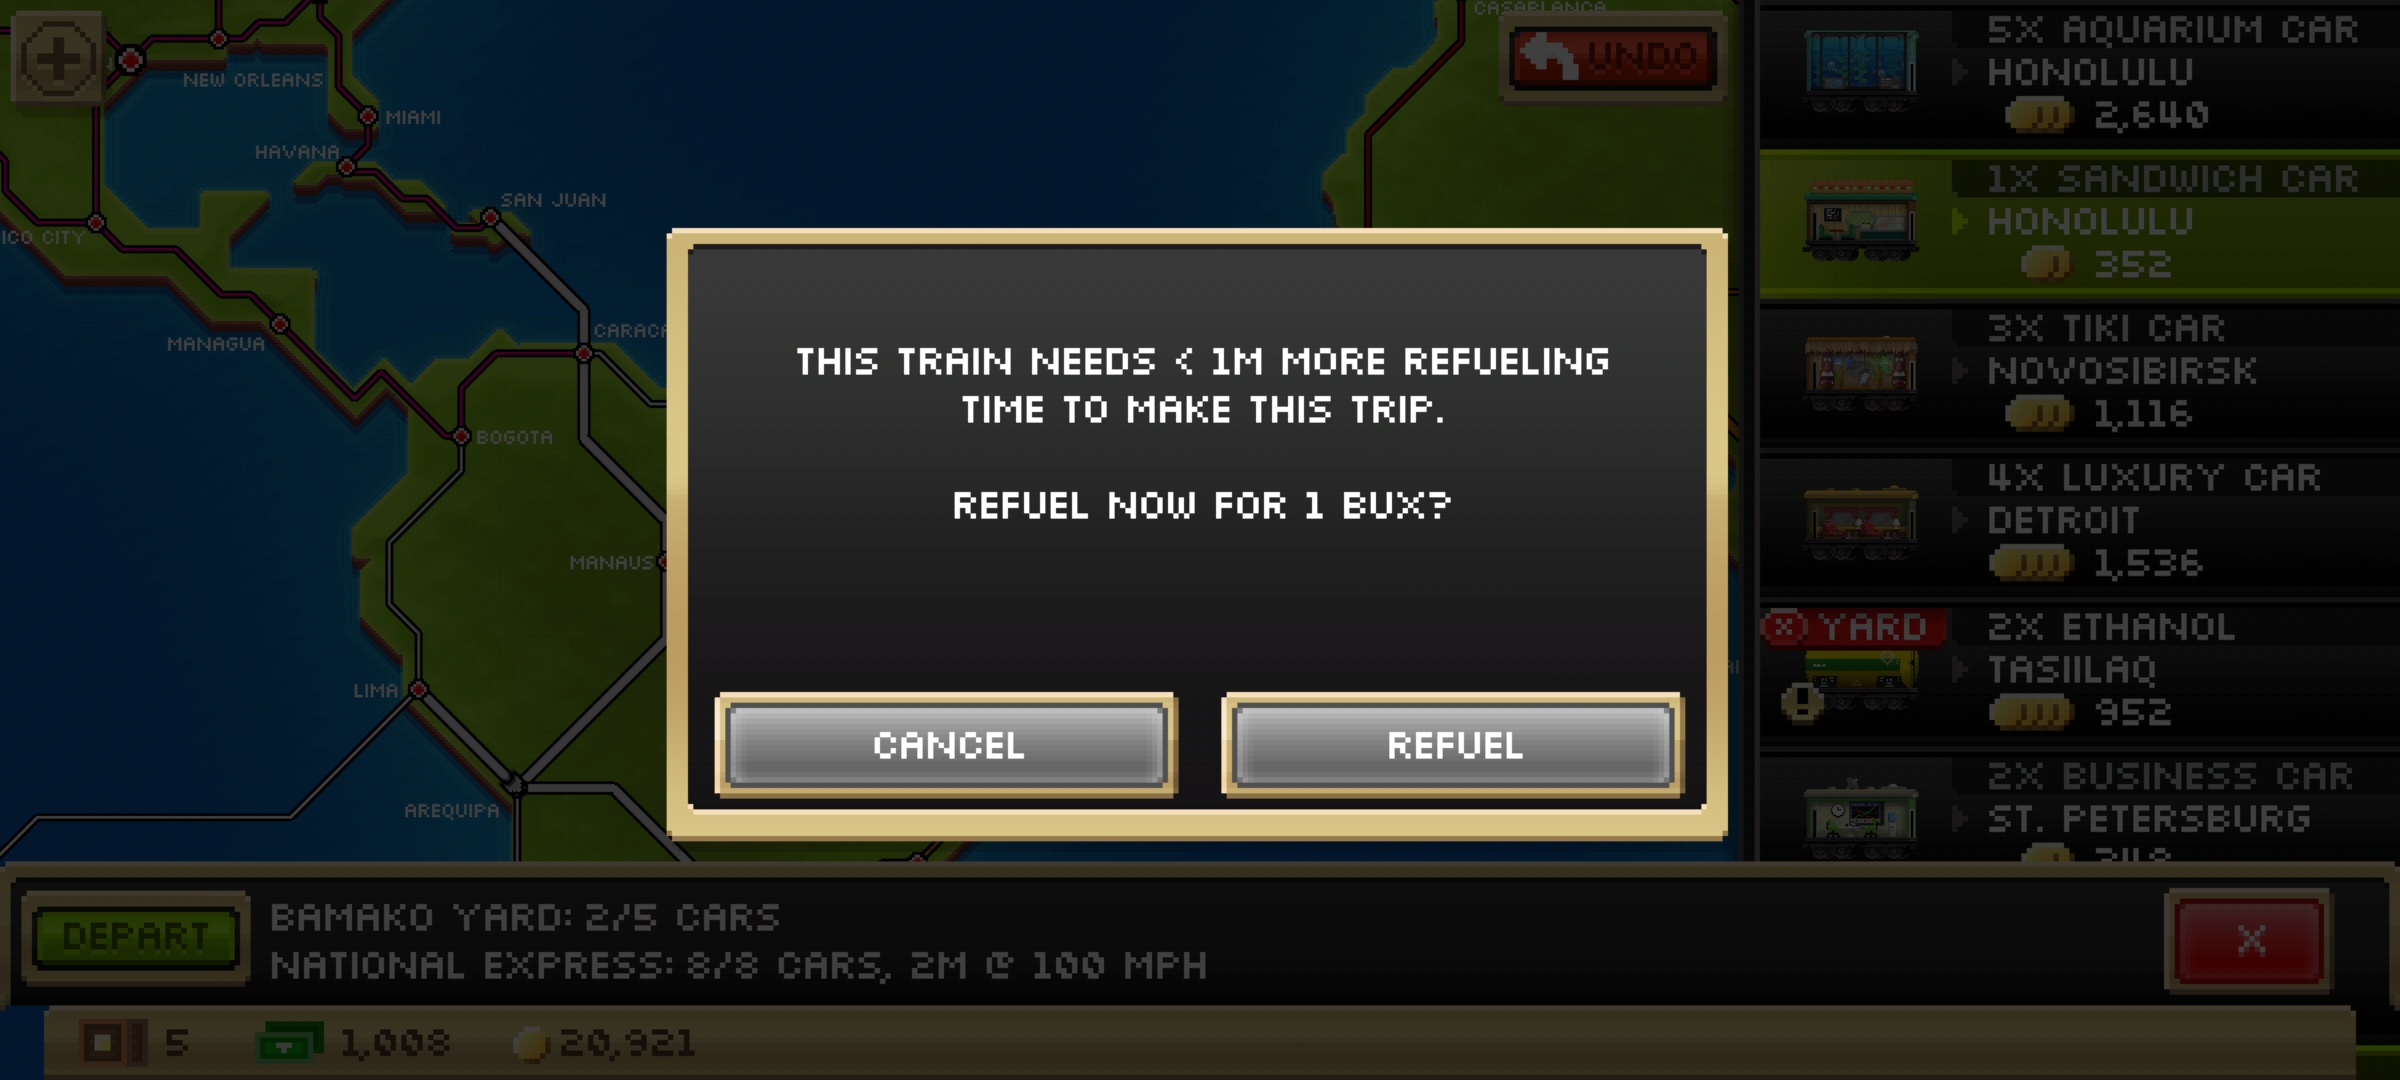 CASABLANCA
NEW ORLEANS
MIAMI
HAVANA
SAN JUAN
ICO CITY
MANAGUA
CARACA
BOGOTA
MANAUS
LIMA
AREQUIPA
UNDO
5X AQUARIUM CAR
HONOLULU
2,640
1X SANDWICH CAR
HONOLULU
352
3X TIKI CAR
NOVOSIBIRSK
1,116
4X LUXURY CAR
DETROIT
1,536
YARD
2X ETHANOL
TASIILAQ
952
2X BUSINESS CAR
ST. PETERSBURG
THIS TRAIN NEEDS < 1M MORE REFUELING
TIME TO MAKE THIS TRIP.
REFUEL NOW FOR 1 BUX?
CANCEL
REFUEL
DEPART
BAMAKO YARD: 2/5 CARS
NATIONAL EXPRESS: 8/8 CARS, 2M @ 100 MPH
X
5
1,008
20,921